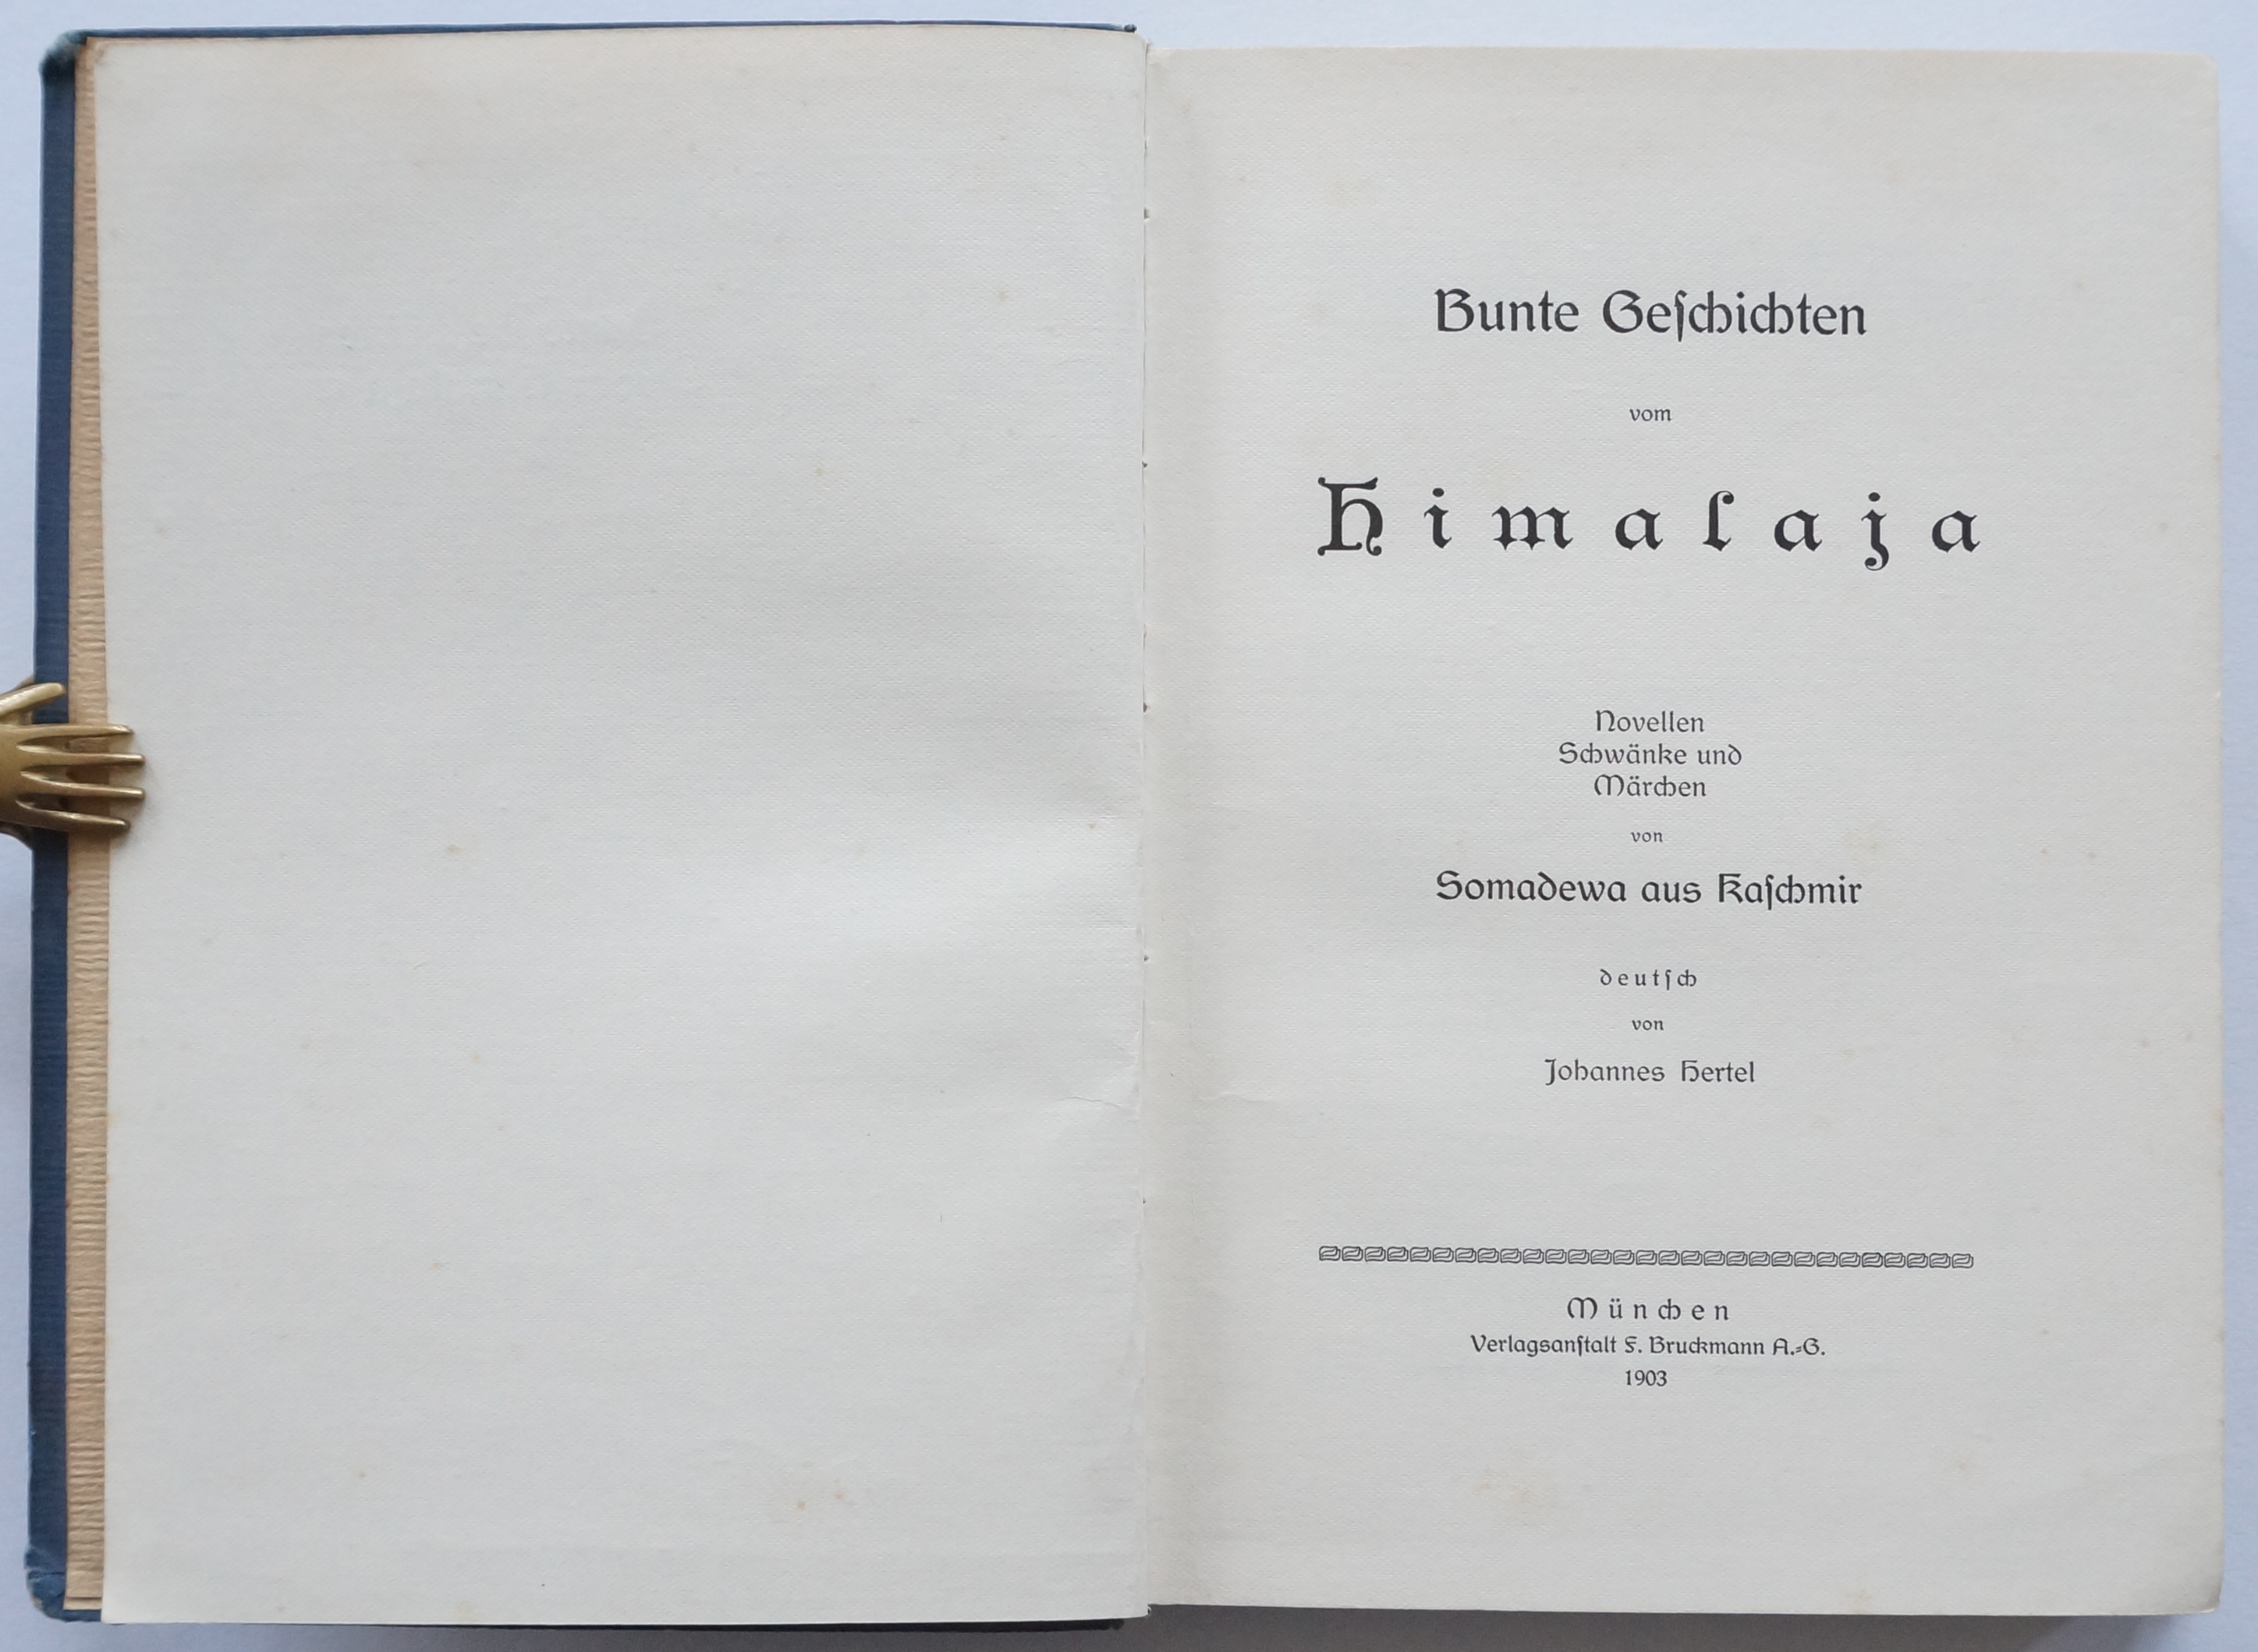 Bunte Geſchichten
vom
Himalaja
Novellen
Schwänke und
Märchen
von
Somadewa aus Kaſchmir
deutſch
von
Johannes Hertel
München
Verlagsanſtalt F. Bruckmann A.-G.
1903